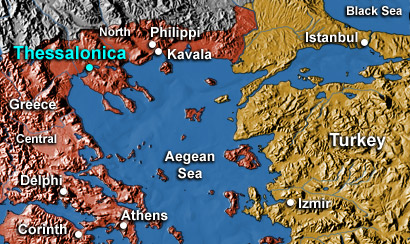 Black Sea
North
Philippi
Istanbul
Kavala
Thessalonica
Greece
Central
Turkey
Aegean
Sea
Delphi
Izmir
Athens
Corinth